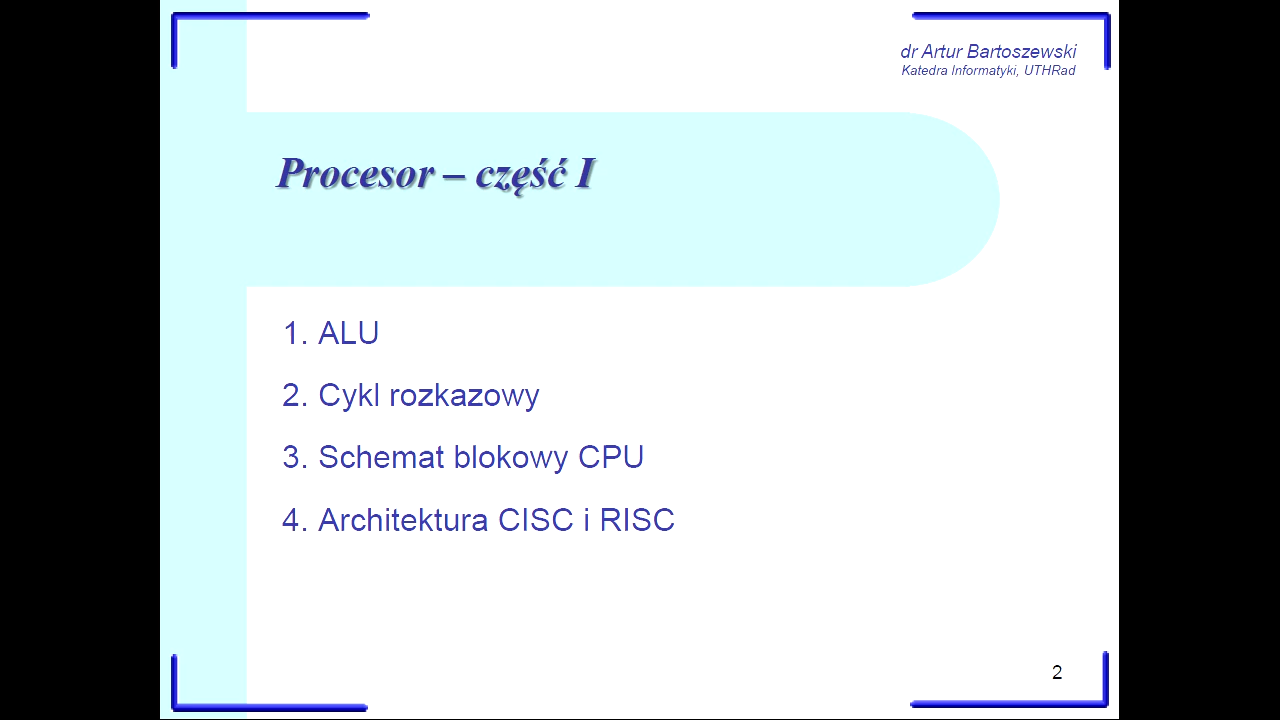 dr Artur Bartoszewski
Katedra Informatyki, UTHRad
Procesor – część I
1. ALU
2. Cykl rozkazowy
3. Schemat blokowy CPU
4. Architektura CISC i RISC
2